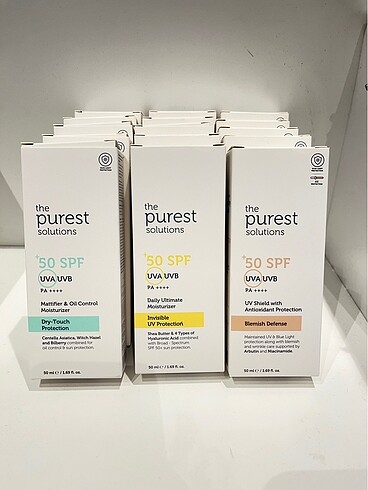 the
purest
solutions
+50 SPF
UVA UVB
PA ++++
Mattifier & Oil Control
Moisturizer
Dry-Touch
Protection
Centella Asiatica, Witch Hazel
and Bilberry combined for
oil control & sun protection.
50 ml ℮ / 1.69 fl. oz.
the
purest
solutions
+50 SPF
UVA UVB
PA ++++
Daily Ultimate
Moisturizer
Invisible
UV Protection
Shea Butter & 4 Types of
Hyaluronic Acid combined
with Broad - Spectrum
SPF 50+ sun protection.
50 ml ℮ / 1.69 fl. oz.
the
purest
solutions
+50 SPF
UVA UVB
PA ++++
UV Shield with
Antioxidant Protection
Blemish Defense
Maintained UV & Blue Light
protection along with blemish
and wrinkle care supported by
Arbutin and Niacinamide.
50 ml ℮ / 1.69 fl. oz.